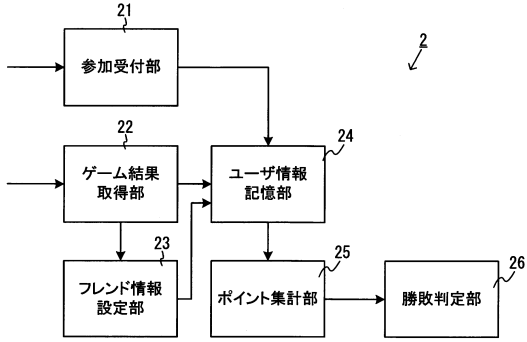 21
参加受付部
2
22
ゲーム結果
取得部
24
ユーザ情報
記憶部
23
フレンド情報
設定部
25
ポイント集計部
26
勝敗判定部